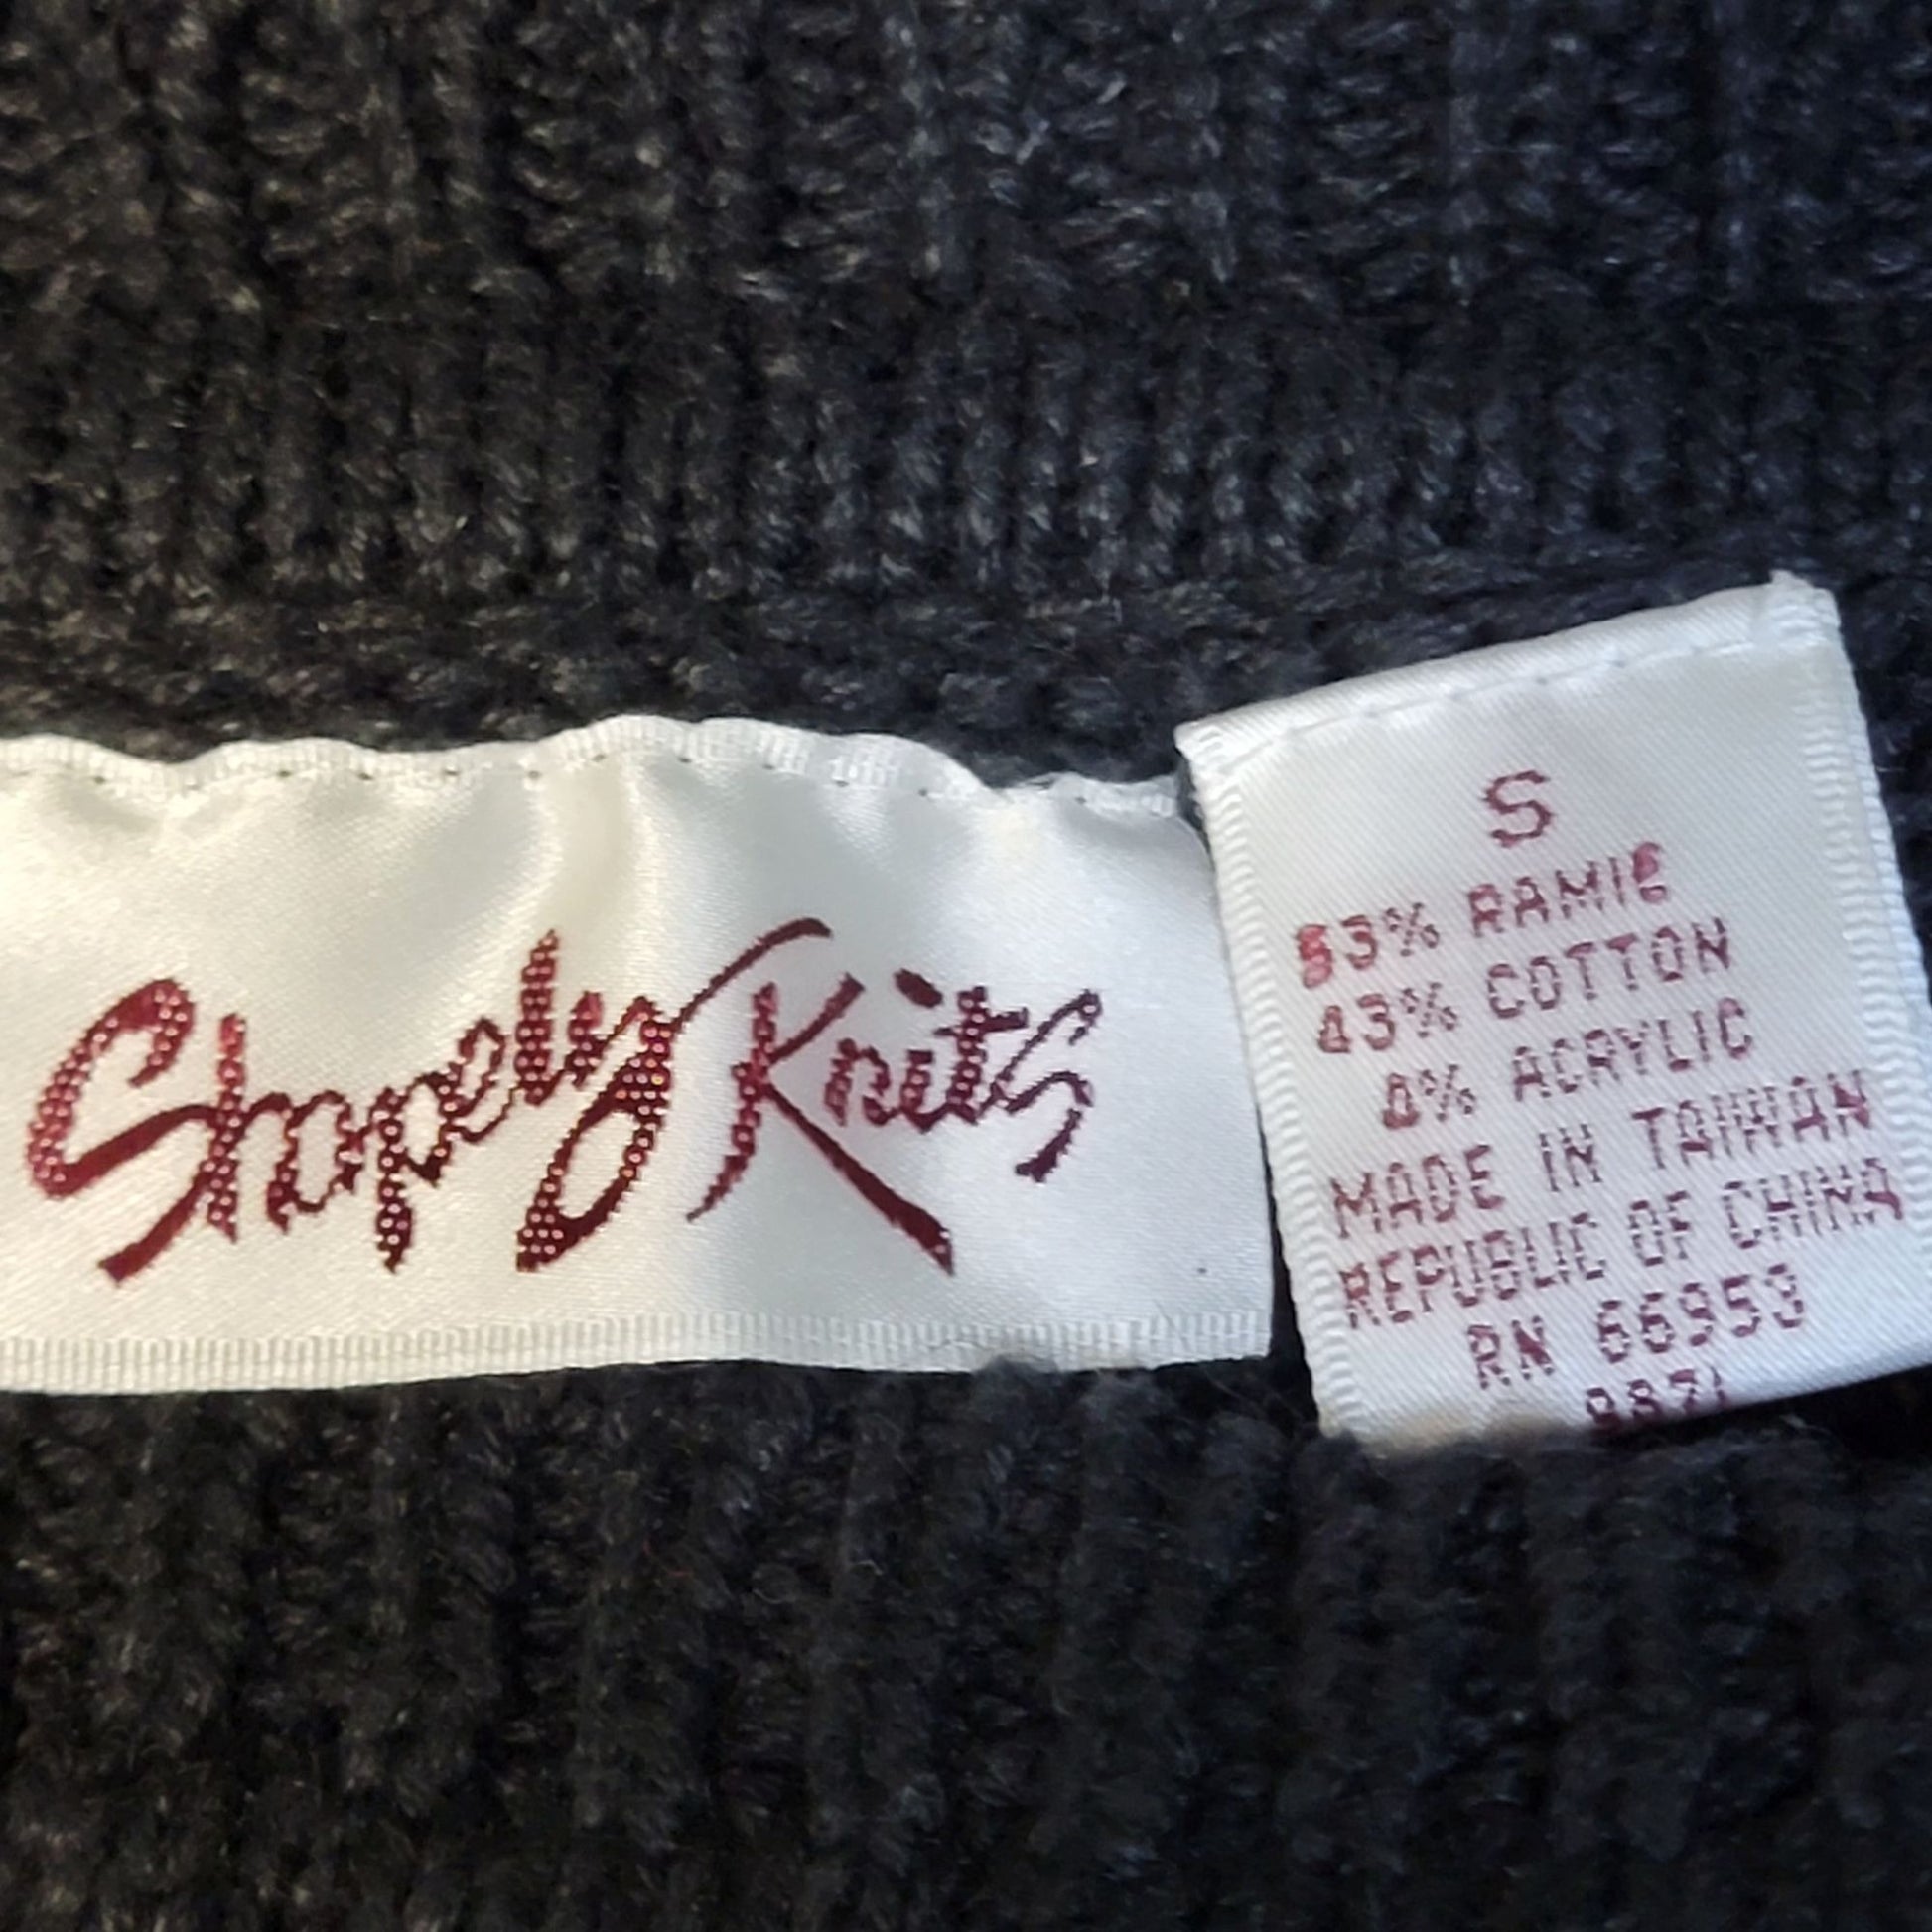 Shapely Knits
S
53% RAMIE
43% COTTON
4% ACRYLIC
MADE IN TAIWAN
REPUBLIC OF CHINA
RN 66953